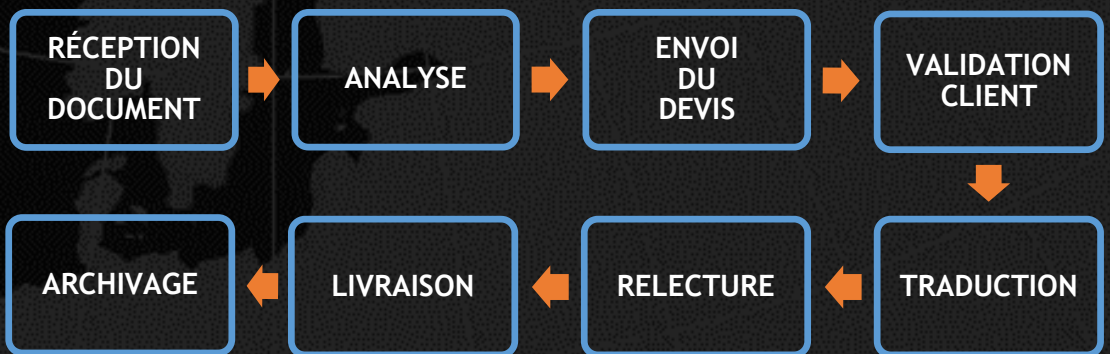 RÉCEPTION
DU
DOCUMENT
ANALYSE
ENVOI
DU
DEVIS
VALIDATION
CLIENT
TRADUCTION
RELECTURE
LIVRAISON
ARCHIVAGE